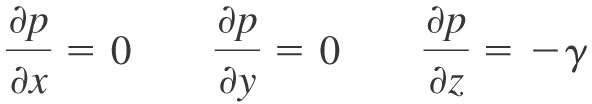 ∂p/∂x = 0 ∂p/∂y = 0 ∂p/∂z = −γ